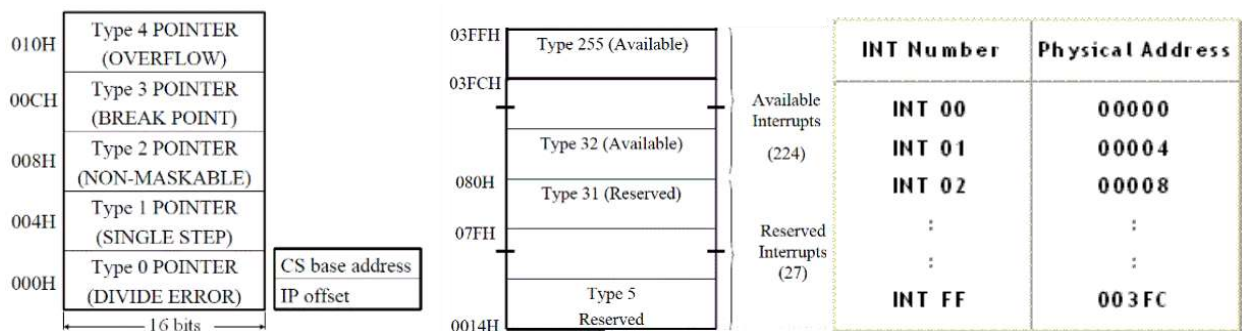 010H
Type 4 POINTER
(OVERFLOW)
00CH
Type 3 POINTER
(BREAK POINT)
008H
Type 2 POINTER
(NON-MASKABLE)
004H
Type 1 POINTER
(SINGLE STEP)
000H
Type 0 POINTER
(DIVIDE ERROR)
CS base address
IP offset
16 bits
03FFH
Type 255 (Available)
03FCH
Available
Interrupts
(224)
Type 32 (Available)
080H
Type 31 (Reserved)
07FH
Reserved
Interrupts
(27)
Type 5
Reserved
0014H
INT Number Physical Address
INT 00 00000
INT 01 00004
INT 02 00008
: :
: :
INT FF 003FC